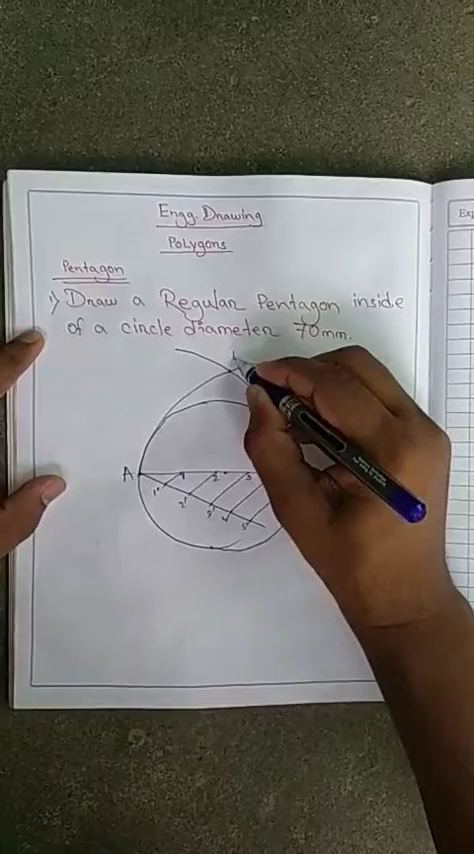 Engg. Drawing
Polygons
Pentagon
1) Draw a Regular Pentagon inside
of a circle diameter 70mm.
A 1 2 3
1' 2' 3' 4' 5'
Exp